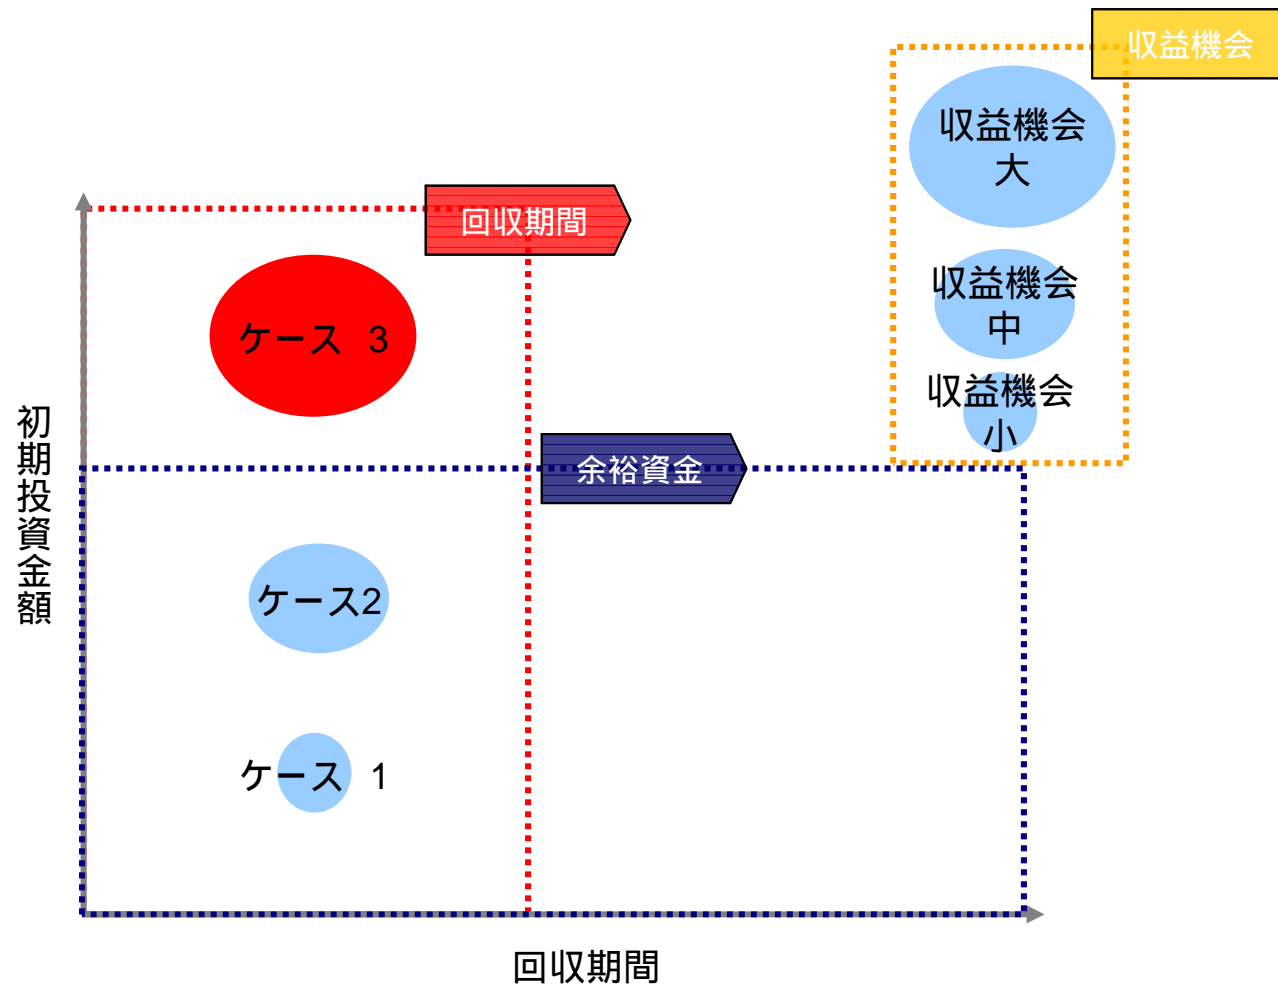 収益機会
収益機会
大
回収期間
収益機会
中
ケース 3
収益機会
小
初期投資金額
余裕資金
ケース2
ケース 1
回収期間